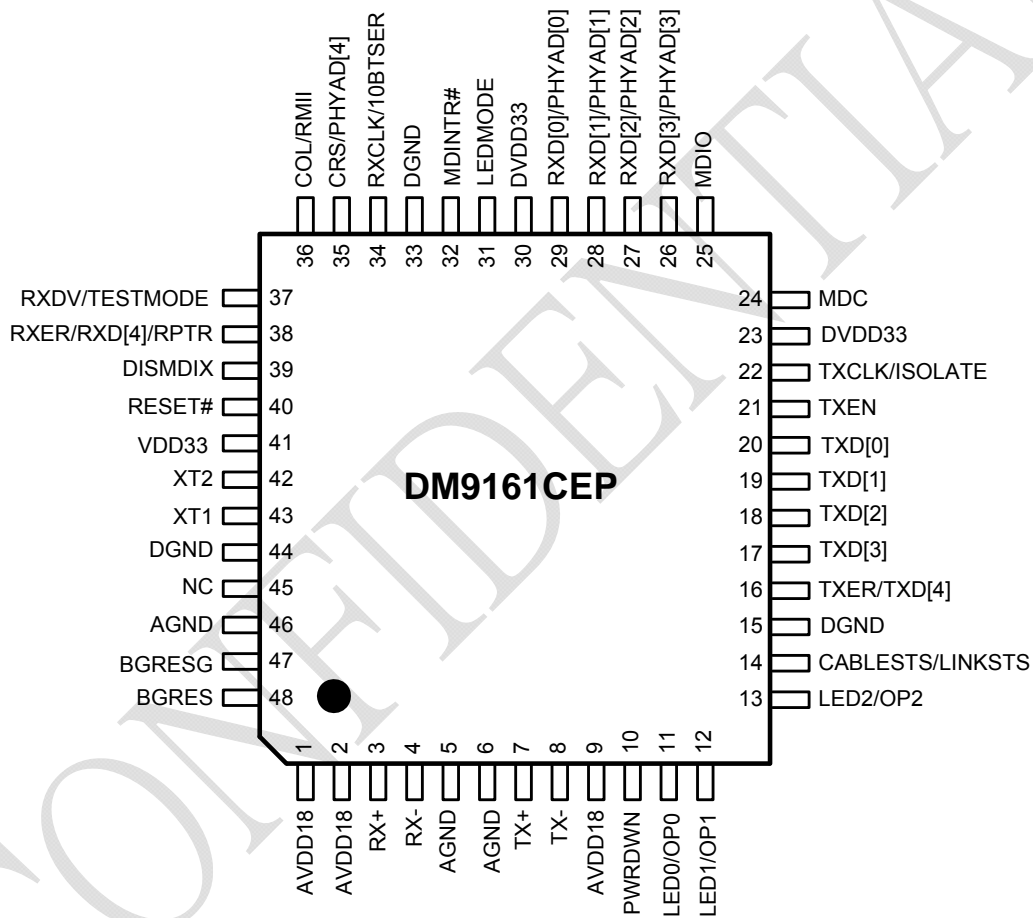 COL/RMII
CRS/PHYAD[4]
RXCLK/10BTSER
DGND
MDINTR#
LEDMODE
DVDD33
RXD[0]/PHYAD[0]
RXD[1]/PHYAD[1]
RXD[2]/PHYAD[2]
RXD[3]/PHYAD[3]
MDIO
36
35
34
33
32
31
30
29
28
27
26
25
RXDV/TESTMODE 37
RXER/RXD[4]/RPTR 38
DISMDIX 39
RESET# 40
VDD33 41
XT2 42
XT1 43
DGND 44
NC 45
AGND 46
BGRESG 47
BGRES 48
DM9161CEP
24 MDC
23 DVDD33
22 TXCLK/ISOLATE
21 TXEN
20 TXD[0]
19 TXD[1]
18 TXD[2]
17 TXD[3]
16 TXER/TXD[4]
15 DGND
14 CABLESTS/LINKSTS
13 LED2/OP2
1
2
3
4
5
6
7
8
9
10
11
12
AVDD18
AVDD18
RX+
RX-
AGND
AGND
TX+
TX-
AVDD18
PWRDWN
LED0/OP0
LED1/OP1
CONFIDENTIA